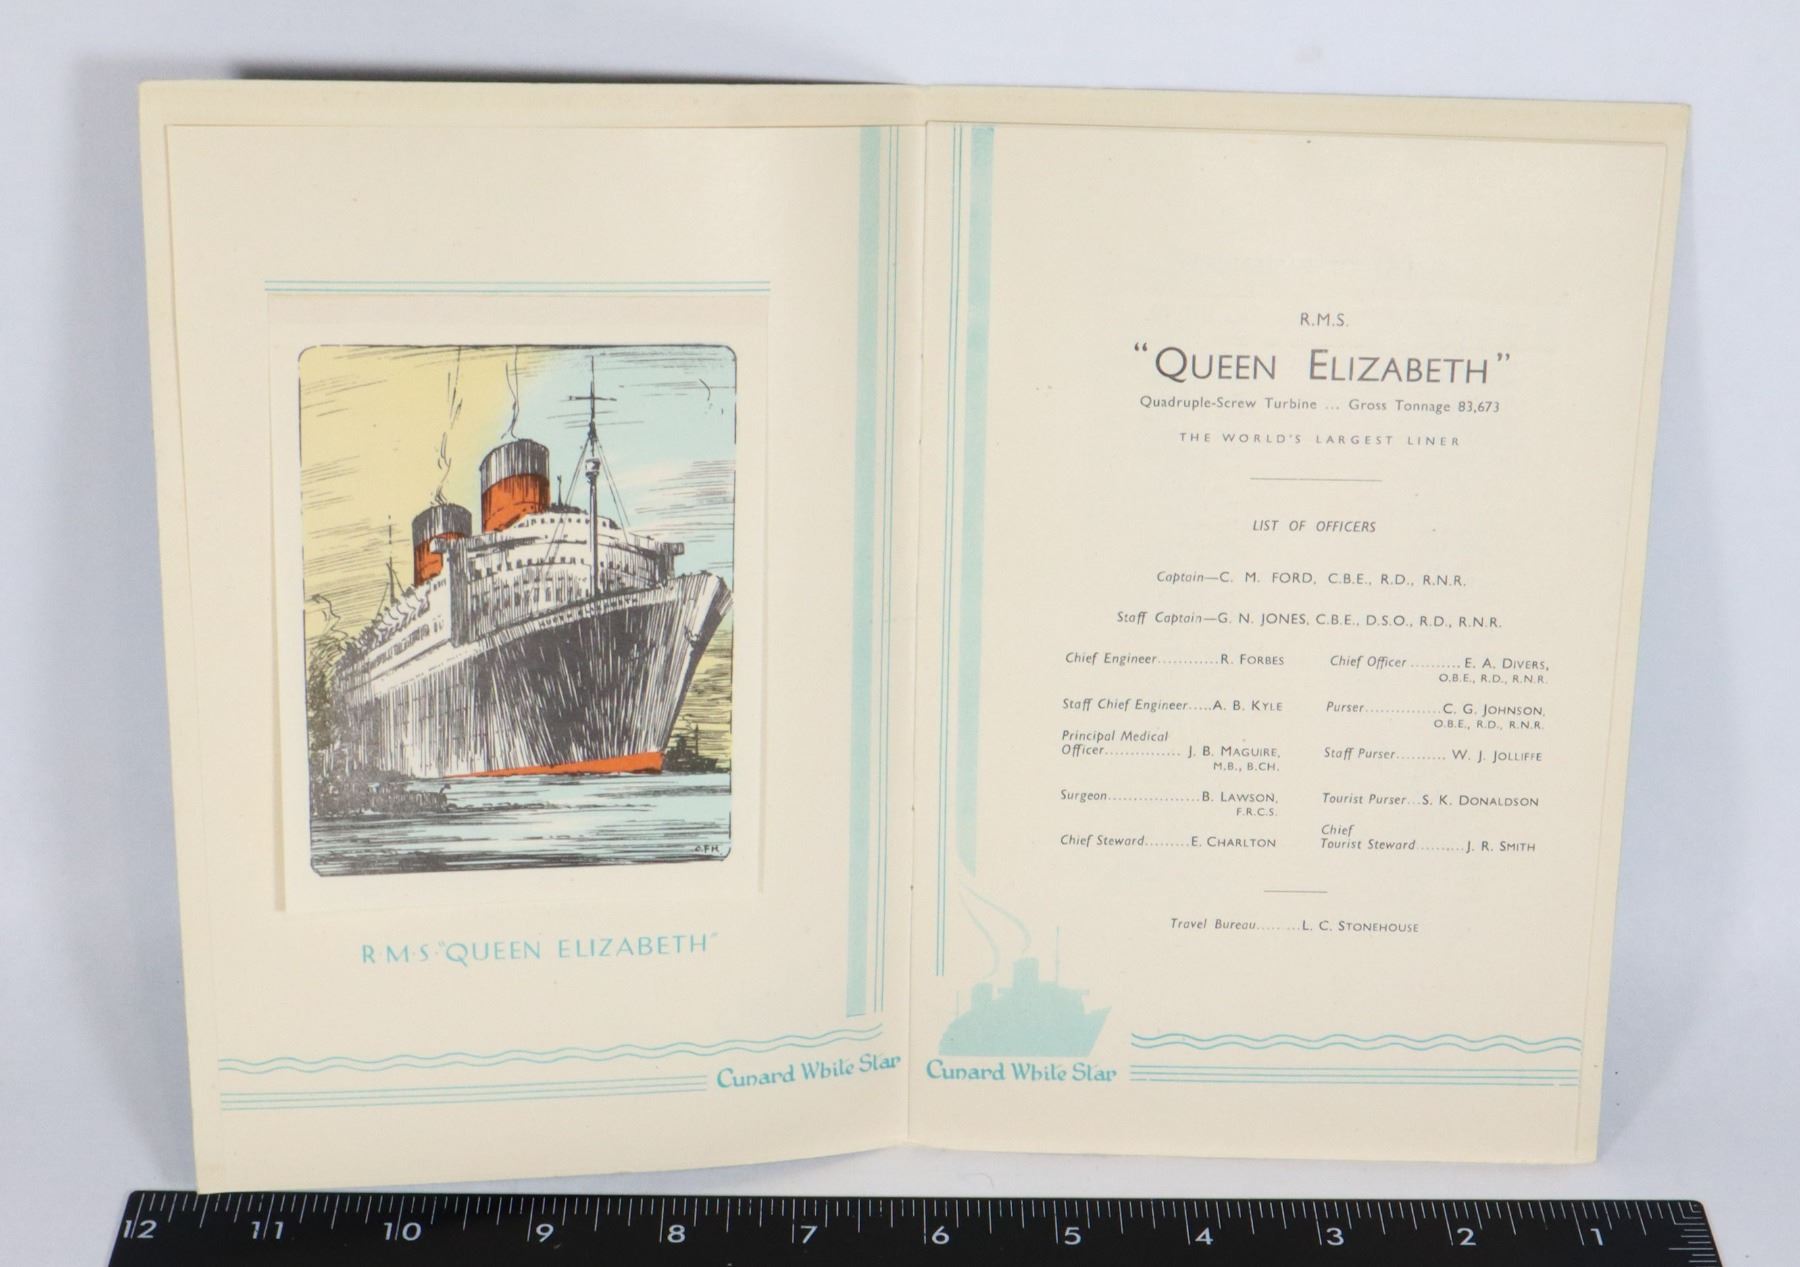 C.F.H.
R·M·S·"QUEEN ELIZABETH"
Cunard White Star
R.M.S.
"QUEEN ELIZABETH"
Quadruple-Screw Turbine ... Gross Tonnage 83,673
THE WORLD'S LARGEST LINER
LIST OF OFFICERS
Captain—C. M. FORD, C.B.E., R.D., R.N.R.
Staff Captain—G. N. JONES, C.B.E., D.S.O., R.D., R.N.R.
Chief Engineer............R. FORBES
Staff Chief Engineer.....A. B. KYLE
Principal Medical
Officer............... J. B. MAGUIRE,
M.B., B.CH.
Surgeon..................B. LAWSON,
F.R.C.S.
Chief Steward.........E. CHARLTON
Chief Officer ..........E. A. DIVERS,
O.B.E., R.D., R.N.R.
Purser...............C. G. JOHNSON,
O.B.E., R.D., R.N.R.
Staff Purser.......... W. J. JOLLIFFE
Tourist Purser...S. K. DONALDSON
Chief
Tourist Steward..........J. R. SMITH
Travel Bureau.........L. C. STONEHOUSE
Cunard White Star
12 11 10 9 8 7 6 5 4 3 2 1